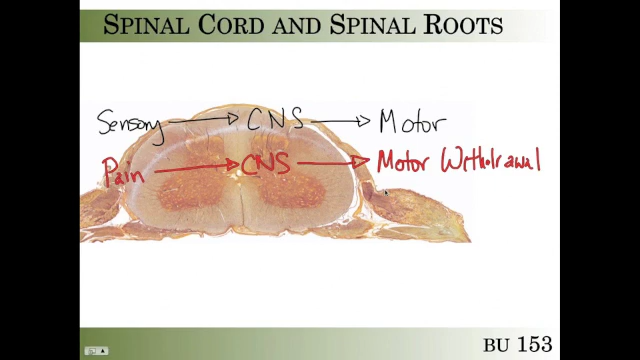 SPINAL CORD AND SPINAL ROOTS
Sensory → CNS → Motor
Pain → CNS → Motor Withdrawal
BU 153